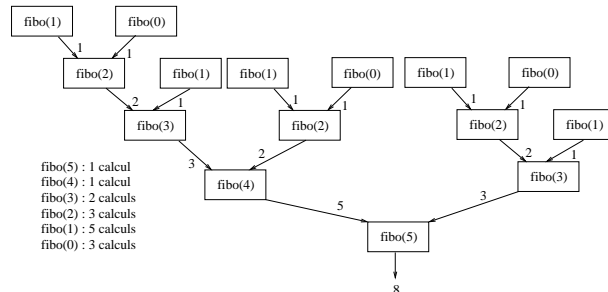 fibo(1) fibo(0)
1 1
fibo(2) fibo(1) fibo(1) fibo(0) fibo(1) fibo(0)
2 1 1 1 1 1
fibo(3) fibo(2) fibo(2) fibo(1)
3 2 2 1
fibo(4) fibo(3)
5 3
fibo(5)
8
fibo(5) : 1 calcul
fibo(4) : 1 calcul
fibo(3) : 2 calculs
fibo(2) : 3 calculs
fibo(1) : 5 calculs
fibo(0) : 3 calculs